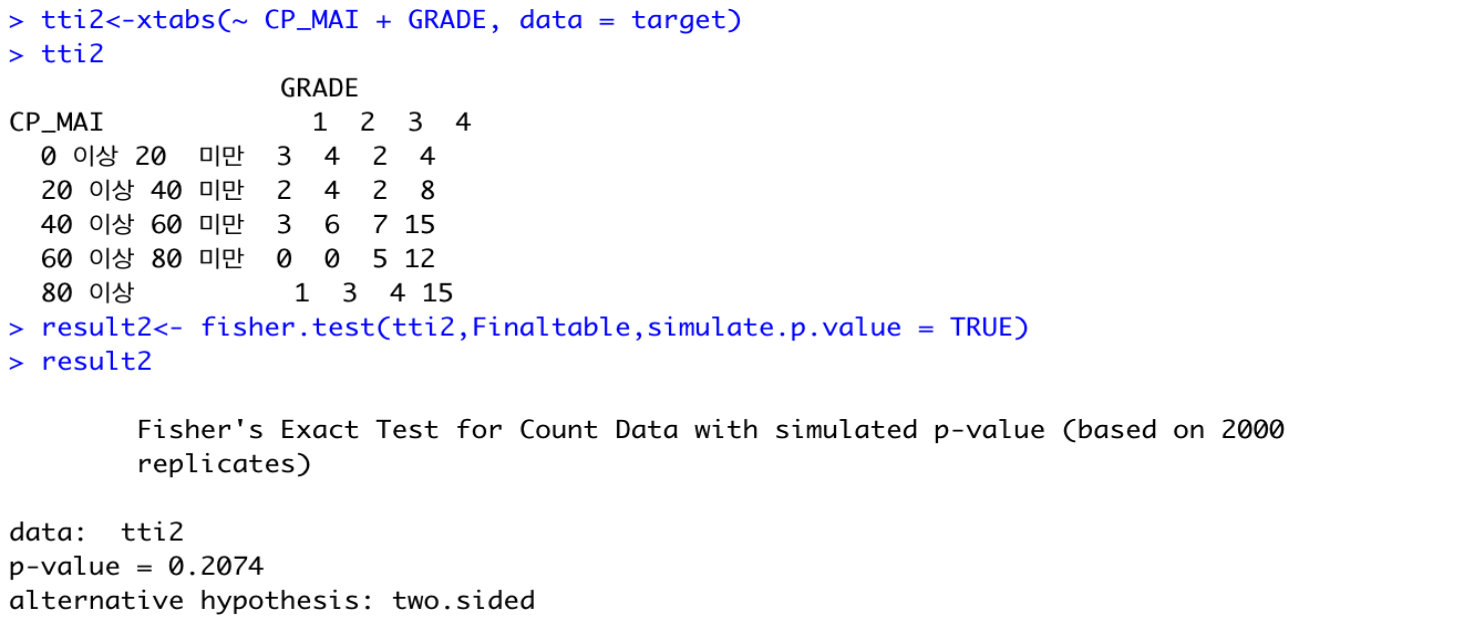 > tti2<-xtabs(~ CP_MAI + GRADE, data = target)
> tti2
                 GRADE
CP_MAI             1  2  3  4
  0 이상 20  미만  3  4  2  4
  20 이상 40 미만  2  4  2  8
  40 이상 60 미만  3  6  7 15
  60 이상 80 미만  0  0  5 12
  80 이상          1  3  4 15
> result2<- fisher.test(tti2,Finaltable,simulate.p.value = TRUE)
> result2
        Fisher's Exact Test for Count Data with simulated p-value (based on 2000
        replicates)
data:  tti2
p-value = 0.2074
alternative hypothesis: two.sided